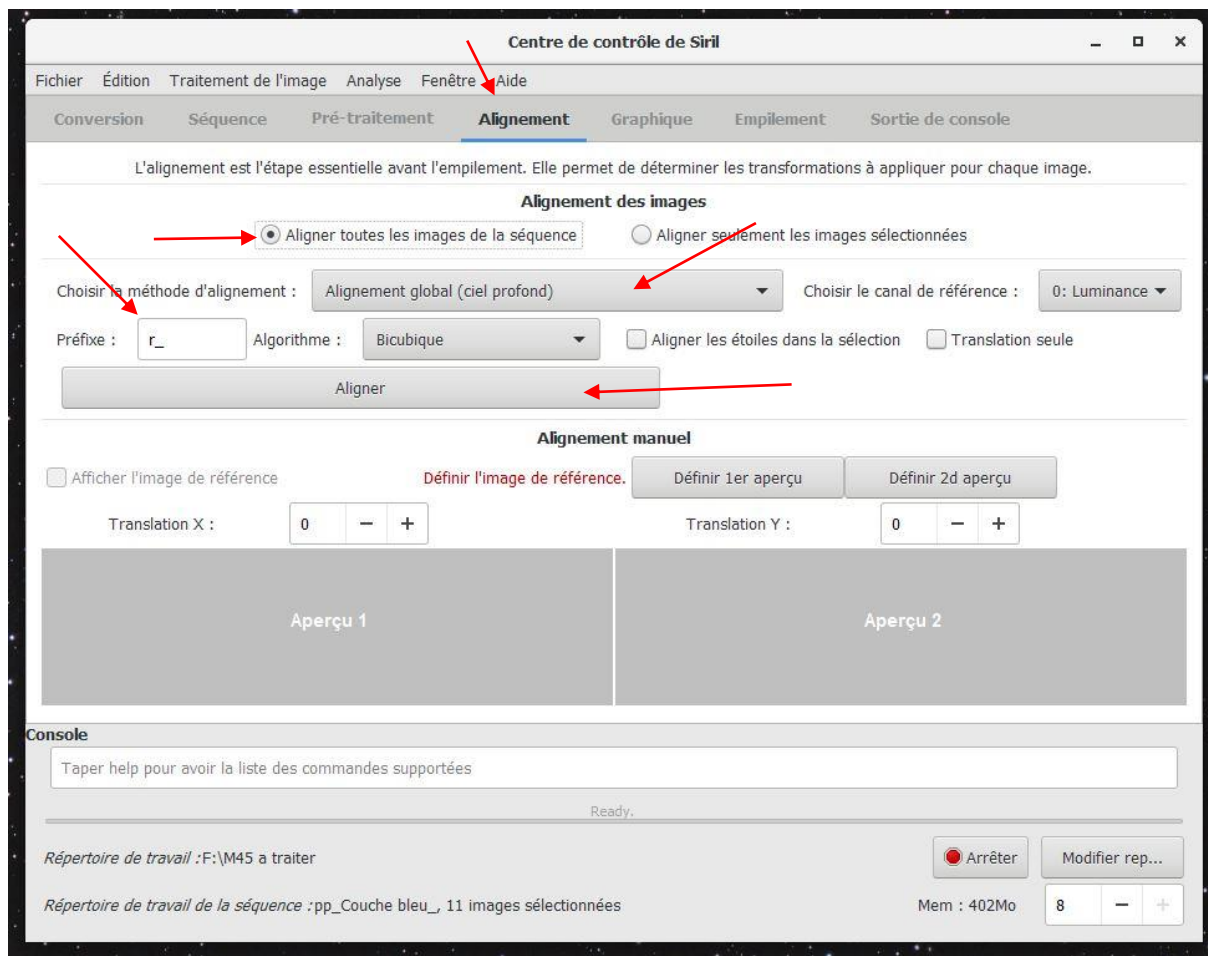 Centre de contrôle de Siril
Fichier Édition Traitement de l'image Analyse Fenêtre Aide
Conversion Séquence Pré-traitement Alignement Graphique Empilement Sortie de console
L'alignement est l'étape essentielle avant l'empilement. Elle permet de déterminer les transformations à appliquer pour chaque image.
Alignement des images
Aligner toutes les images de la séquence Aligner seulement les images sélectionnées
Choisir la méthode d'alignement : Alignement global (ciel profond) Choisir le canal de référence : 0: Luminance
Préfixe : r_ Algorithme : Bicubique Aligner les étoiles dans la sélection Translation seule
Aligner
Alignement manuel
Afficher l'image de référence Définir l'image de référence. Définir 1er aperçu Définir 2d aperçu
Translation X : 0 − + Translation Y : 0 − +
Aperçu 1 Aperçu 2
Console
Taper help pour avoir la liste des commandes supportées
Ready.
Répertoire de travail :F:\M45 a traiter Arrêter Modifier rep...
Répertoire de travail de la séquence :pp_Couche bleu_, 11 images sélectionnées Mem : 402Mo 8 − +